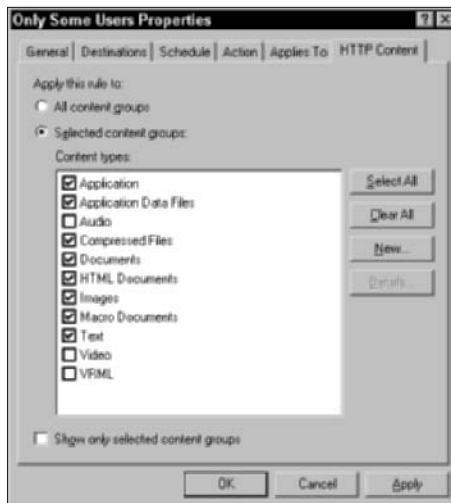 Only Some Users Properties
General Destinations Schedule Action Applies To HTTP Content
Apply this rule to:
All content groups
Selected content groups:
Content types:
Application
Application Data Files
Audio
Compressed Files
Documents
HTML Documents
Images
Macro Documents
Text
Video
VRML
Select All
Clear All
New...
Details...
Show only selected content groups
OK Cancel Apply